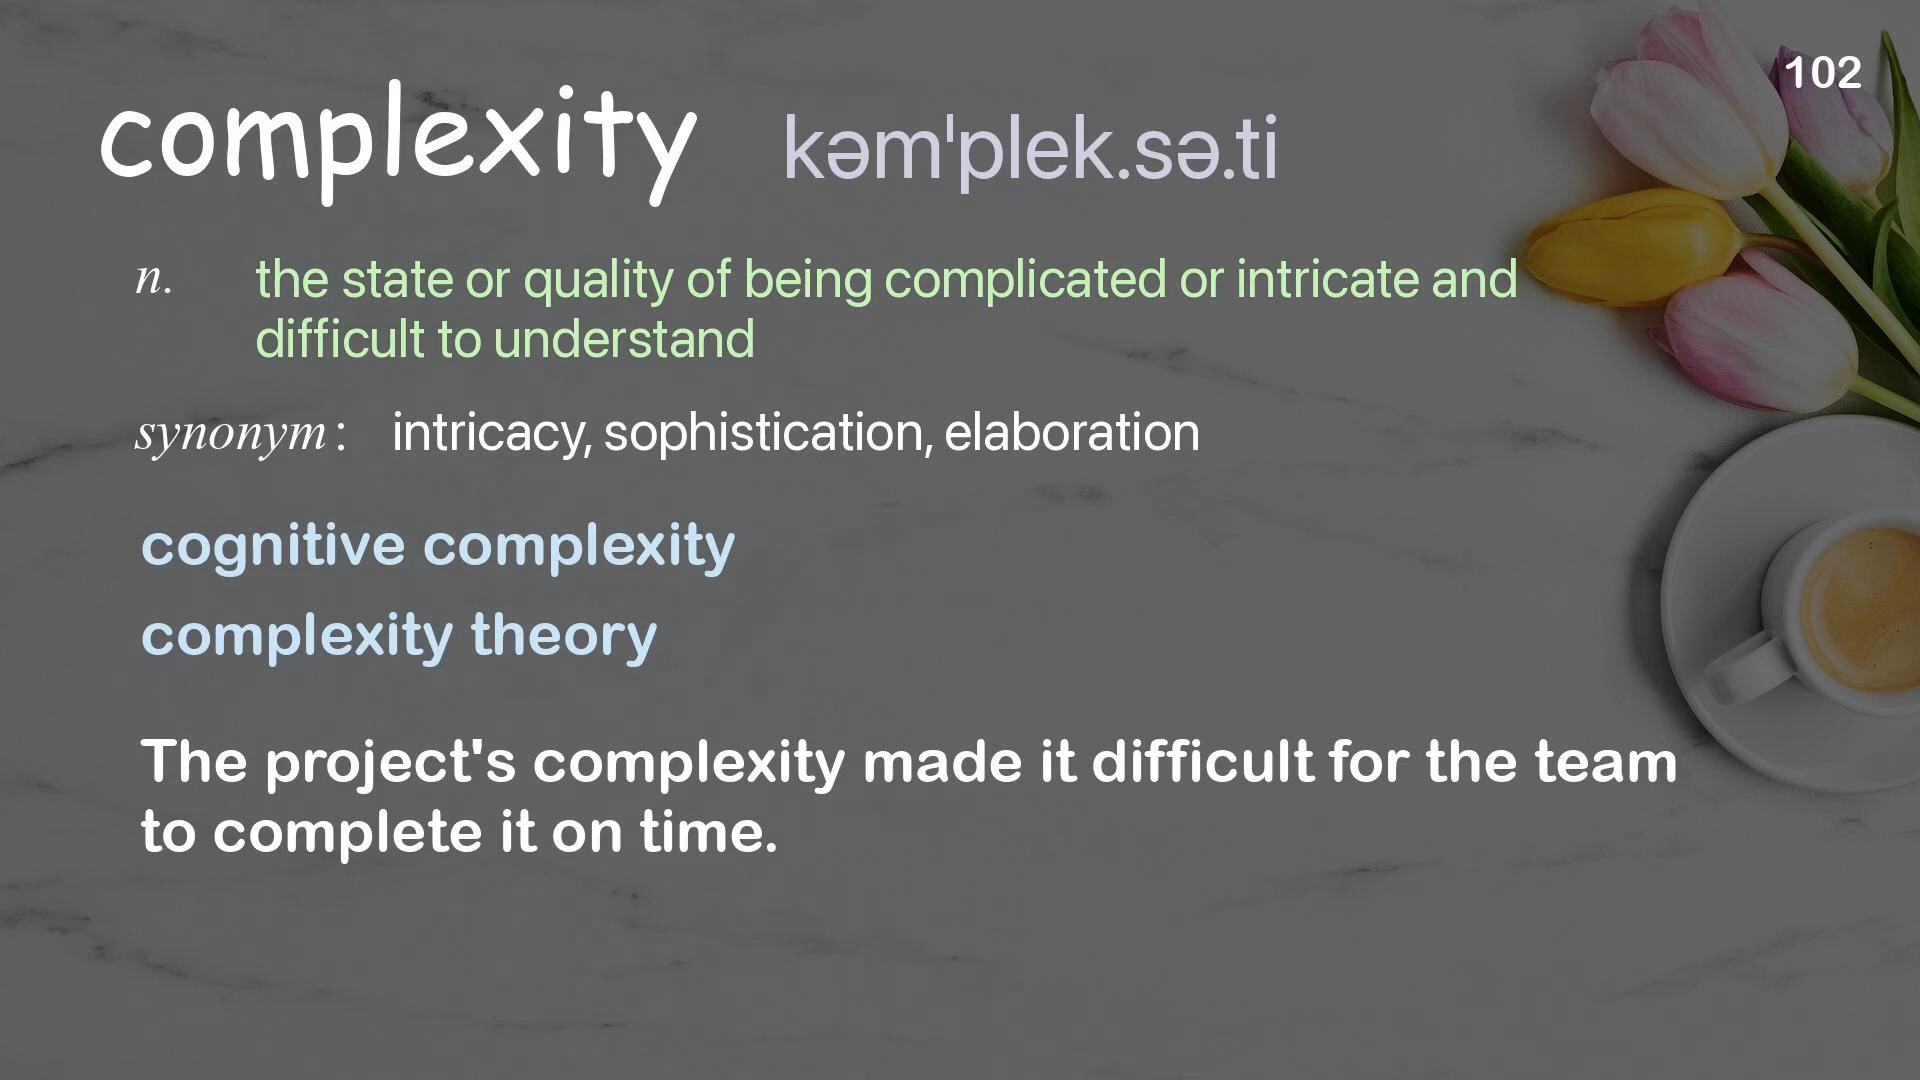 102
complexity kəm'plek.sə.ti
n. the state or quality of being complicated or intricate and
difficult to understand
synonym: intricacy, sophistication, elaboration
cognitive complexity
complexity theory
The project's complexity made it difficult for the team
to complete it on time.